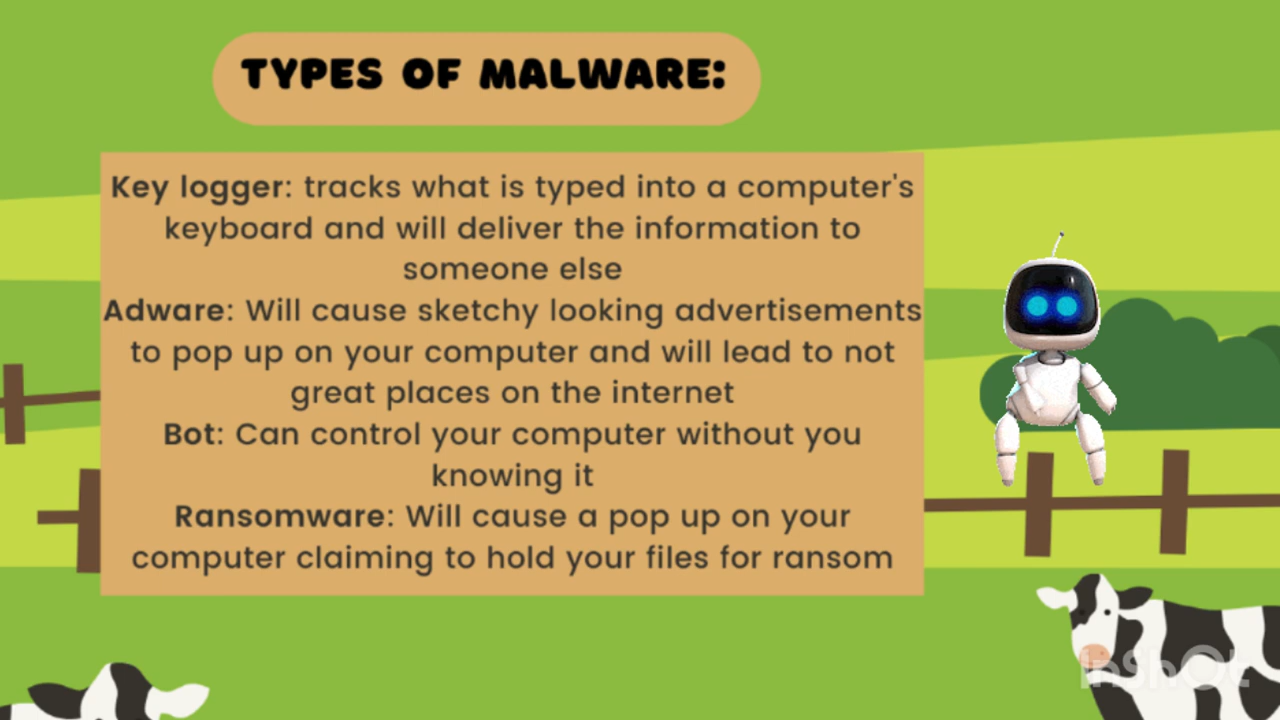 TYPES OF MALWARE:
Key logger: tracks what is typed into a computer's
keyboard and will deliver the information to
someone else
Adware: Will cause sketchy looking advertisements
to pop up on your computer and will lead to not
great places on the internet
Bot: Can control your computer without you
knowing it
Ransomware: Will cause a pop up on your
computer claiming to hold your files for ransom
InShOt